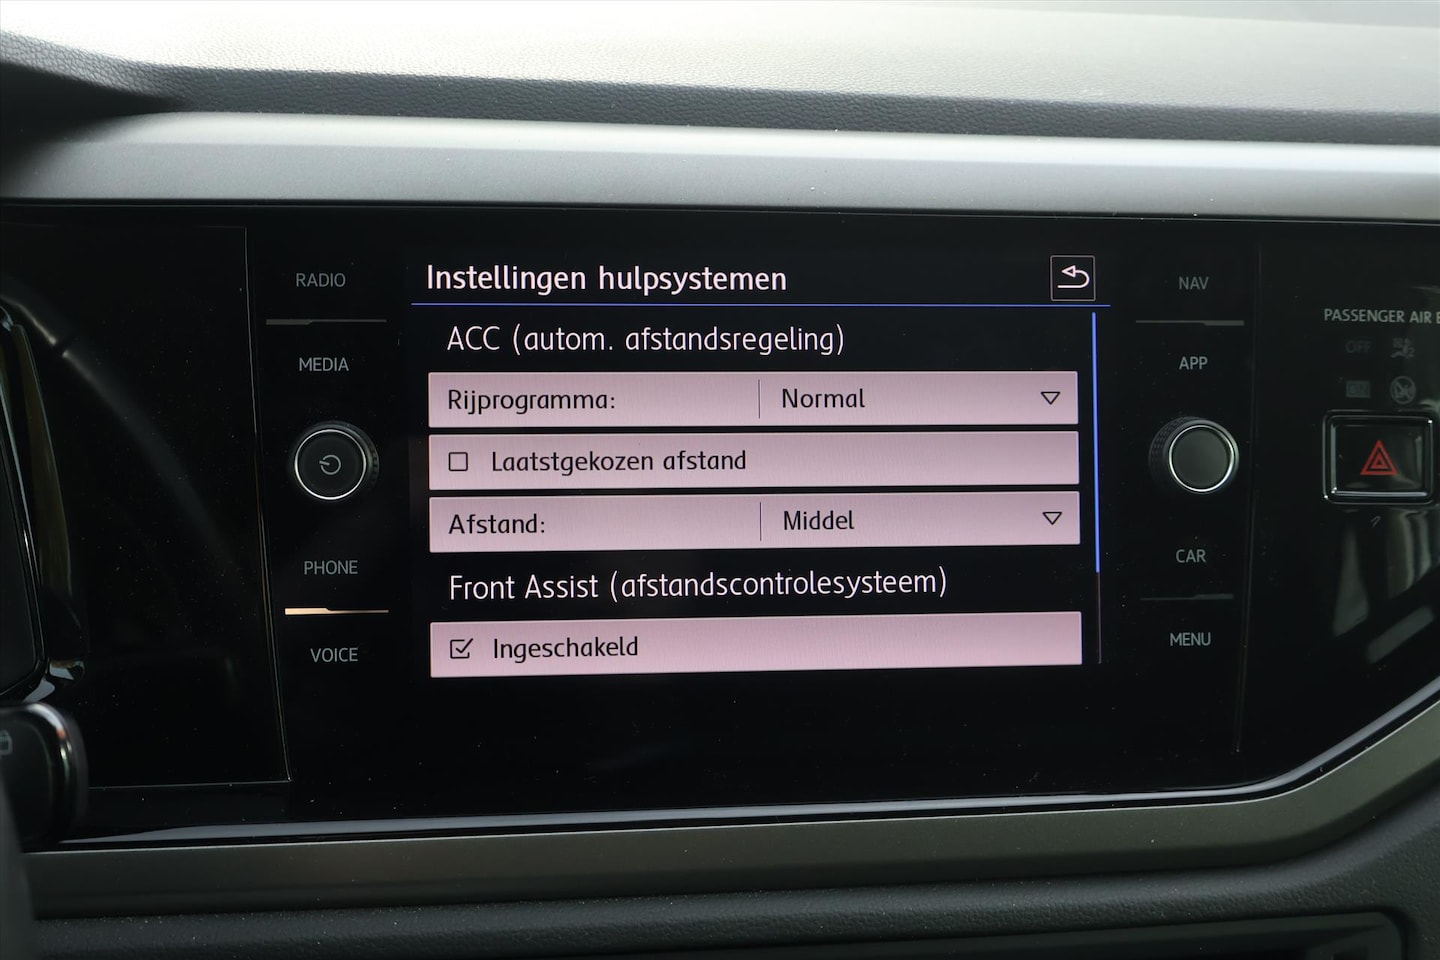 RADIO
MEDIA
PHONE
VOICE
Instellingen hulpsystemen
ACC (autom. afstandsregeling)
Rijprogramma: Normal
Laatstgekozen afstand
Afstand: Middel
Front Assist (afstandscontrolesysteem)
Ingeschakeld
NAV
APP
CAR
MENU
PASSENGER AIR
OFF
ON